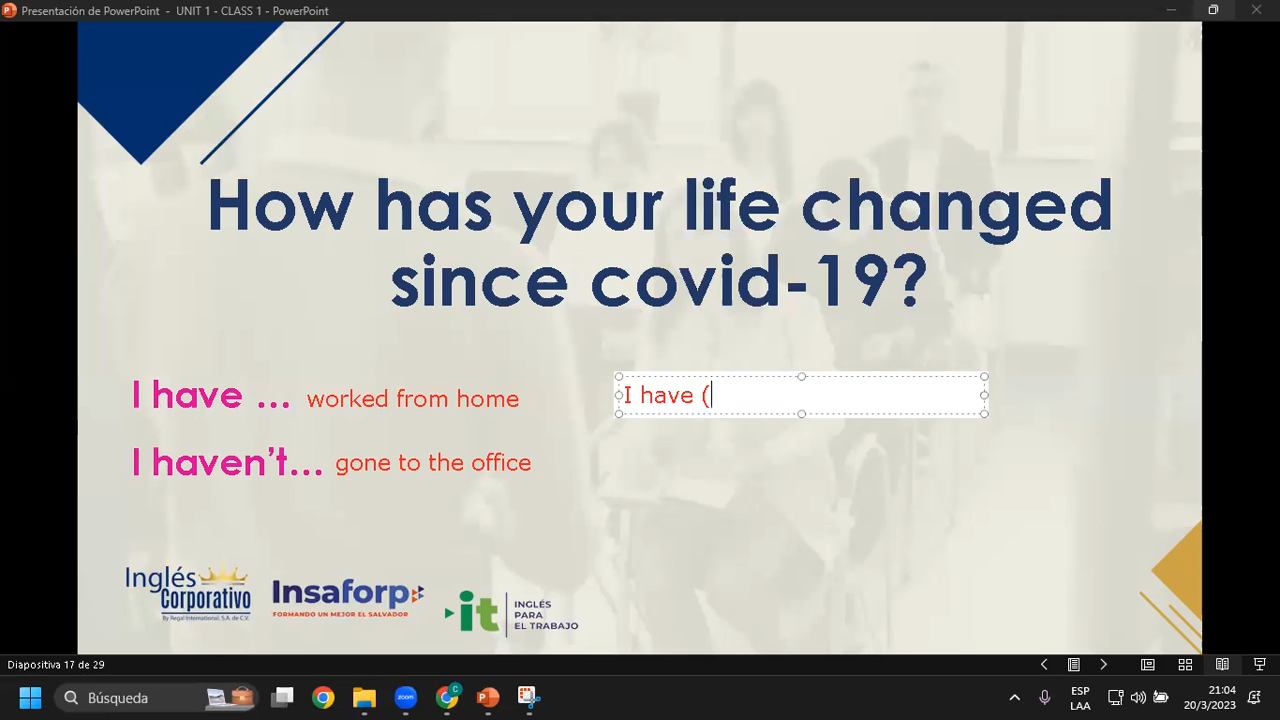 Presentación de PowerPoint - UNIT 1 - CLASS 1 - PowerPoint
How has your life changed
since covid-19?
I have ... worked from home
I have (
I haven't... gone to the office
Inglés
Corporativo
By Regal International, S.A. de C.V.
Insaforp
FORMANDO UN MEJOR EL SALVADOR
it
INGLÉS
PARA
EL TRABAJO
Diapositiva 17 de 29
Búsqueda
ESP
LAA
21:04
20/3/2023